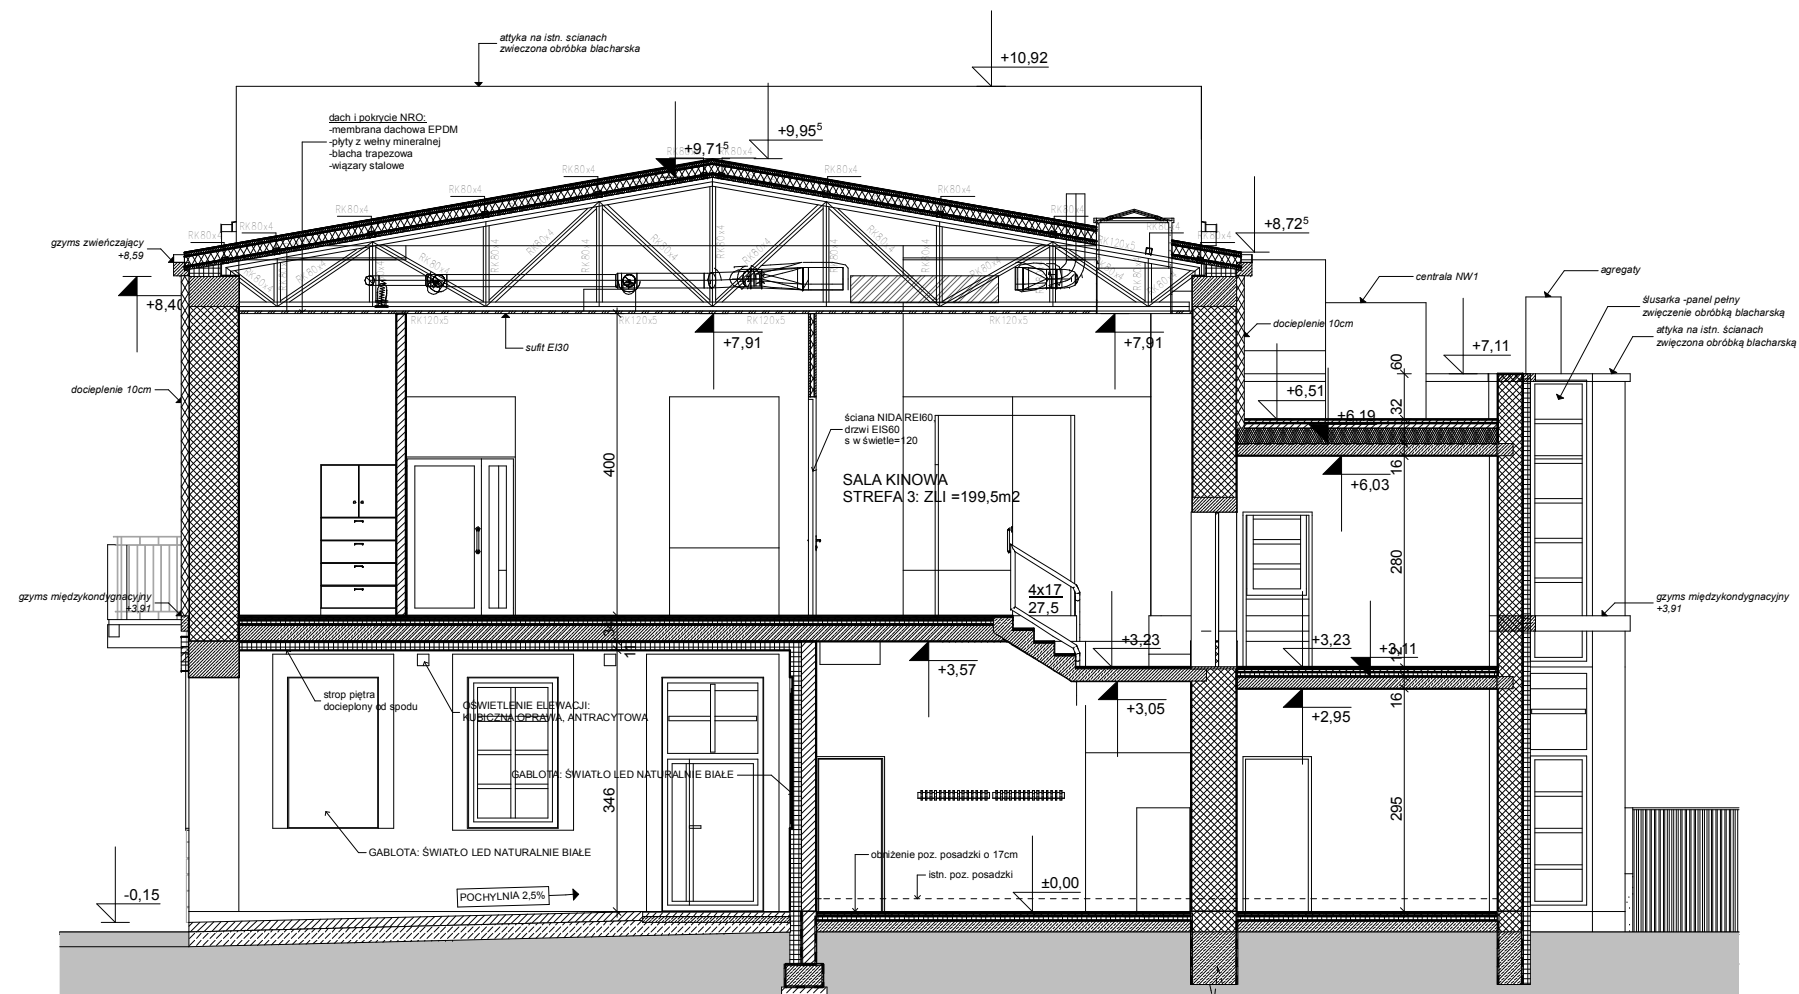 attyka na istn. scianach
zwieczona obróbka blacharska
+10,92
dach i pokrycie NRO:
-membrana dachowa EPDM
-płyty z wełny mineralnej
-blacha trapezowa
-wiązary stalowe
+9,95⁵
+9,71⁵
RK80x4
RK80x4
RK80x4
RK80x4
RK80x4
RK80x4
RK80x4
RK80x4
RK80x4
gzyms zwieńczający
+8,59
+8,72⁵
RK120x5
+8,40
centrala NW1
agregaty
ślusarka -panel pełny
zwięczenie obróbką blacharską
attyka na istn. ścianach
zwięczona obróbką blacharską
RK120x5
RK120x5
RK120x5
RK120x5
docieplenie 10cm
sufit EI30
+7,91
+7,91
+7,11
60
docieplenie 10cm
+6,51
32
+6,19
ściana NIDA REI60,
drzwi EIS60
s w świetle=120
400
16
SALA KINOWA
STREFA 3: ZLI =199,5m2
+6,03
280
gzyms międzykondygnacyjny
+3,91
4x17
27,5
gzyms międzykondygnacyjny
+3,91
+3,23
+3,23
+3,11
12
+3,57
strop piętra
docieplony od spodu
OŚWIETLENIE ELEWACJI:
KUBICZNA OPRAWA, ANTRACYTOWA
+3,05
+2,95
16
GABLOTA: ŚWIATŁO LED NATURALNIE BIAŁE
346
295
GABLOTA: ŚWIATŁO LED NATURALNIE BIAŁE
obniżenie poz. posadzki o 17cm
istn. poz. posadzki
-0,15
POCHYLNIA 2,5%
±0,00